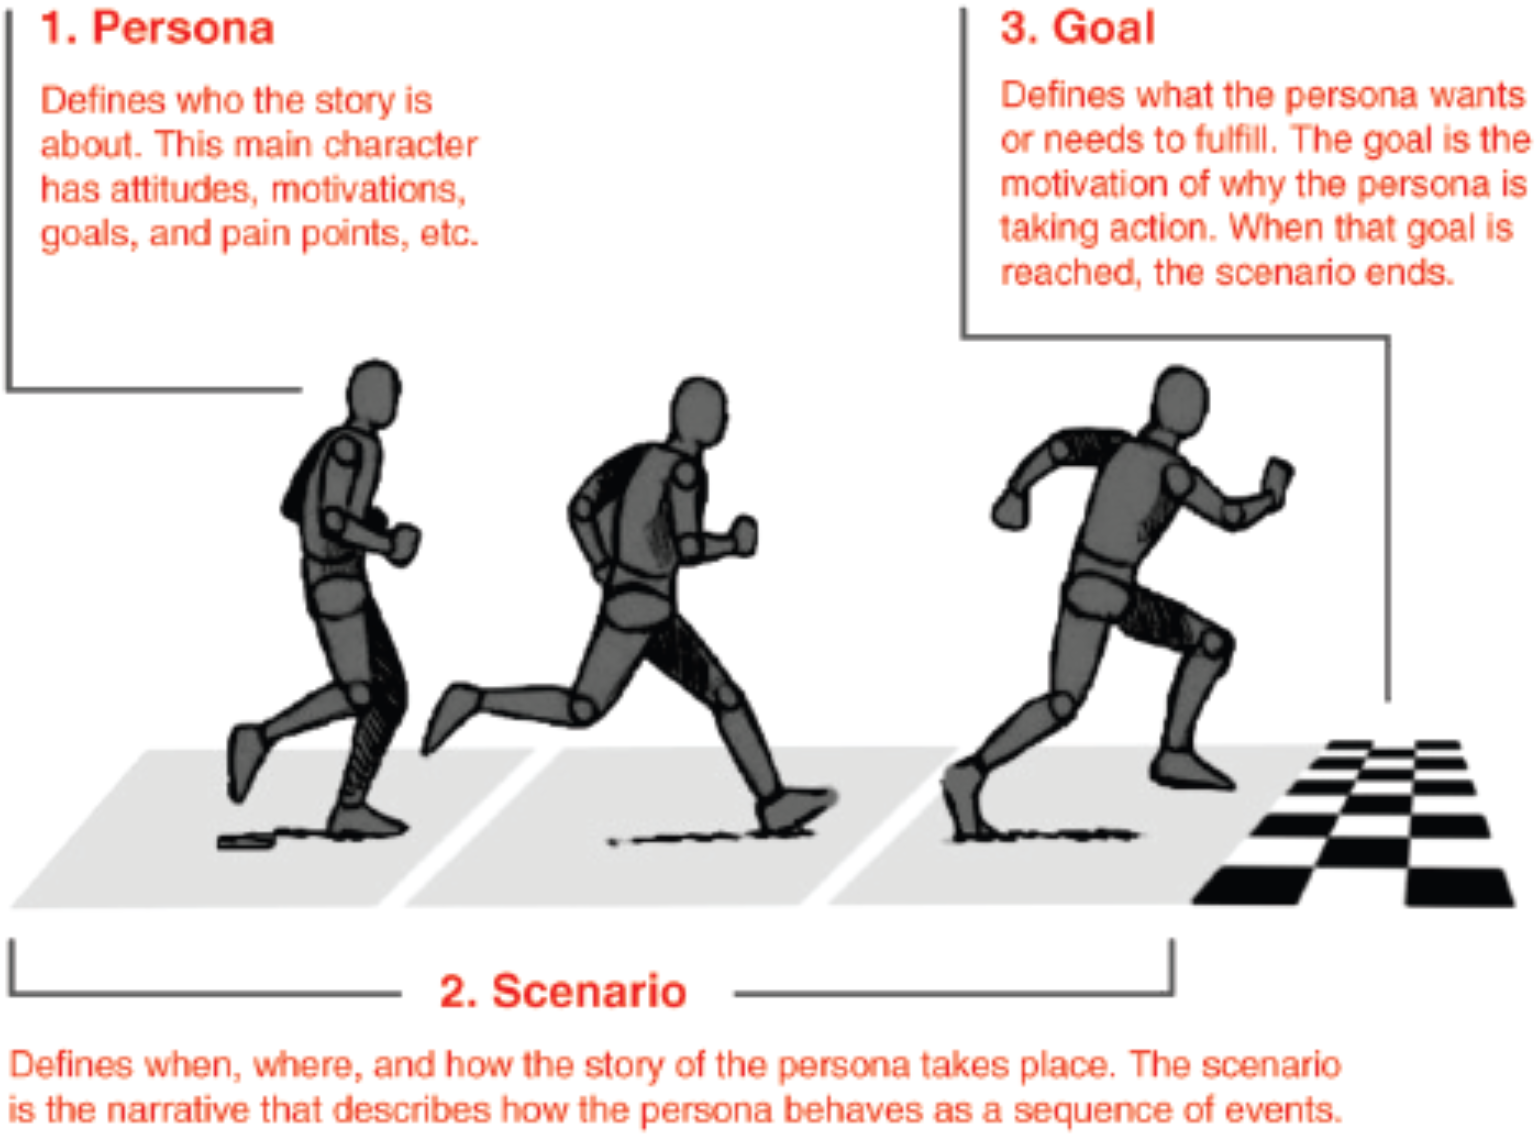 1. Persona
Defines who the story is
about. This main character
has attitudes, motivations,
goals, and pain points, etc.
3. Goal
Defines what the persona wants
or needs to fulfill. The goal is the
motivation of why the persona is
taking action. When that goal is
reached, the scenario ends.
2. Scenario
Defines when, where, and how the story of the persona takes place. The scenario
is the narrative that describes how the persona behaves as a sequence of events.